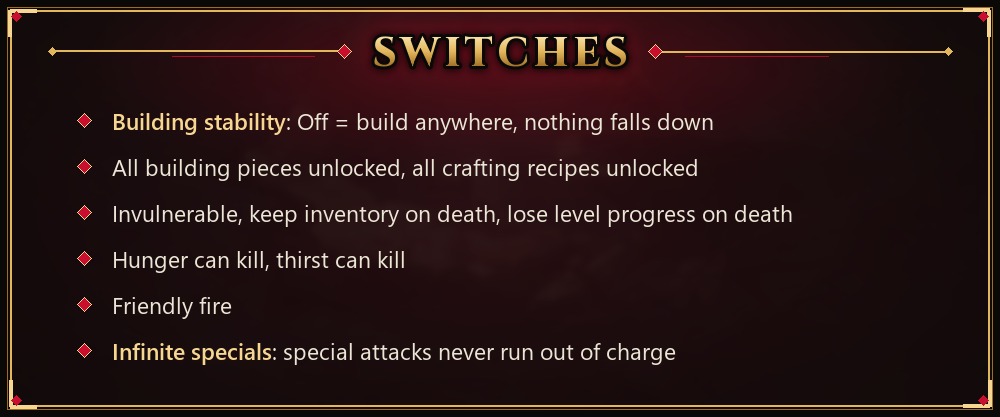 SWITCHES
Building stability: Off = build anywhere, nothing falls down
All building pieces unlocked, all crafting recipes unlocked
Invulnerable, keep inventory on death, lose level progress on death
Hunger can kill, thirst can kill
Friendly fire
Infinite specials: special attacks never run out of charge